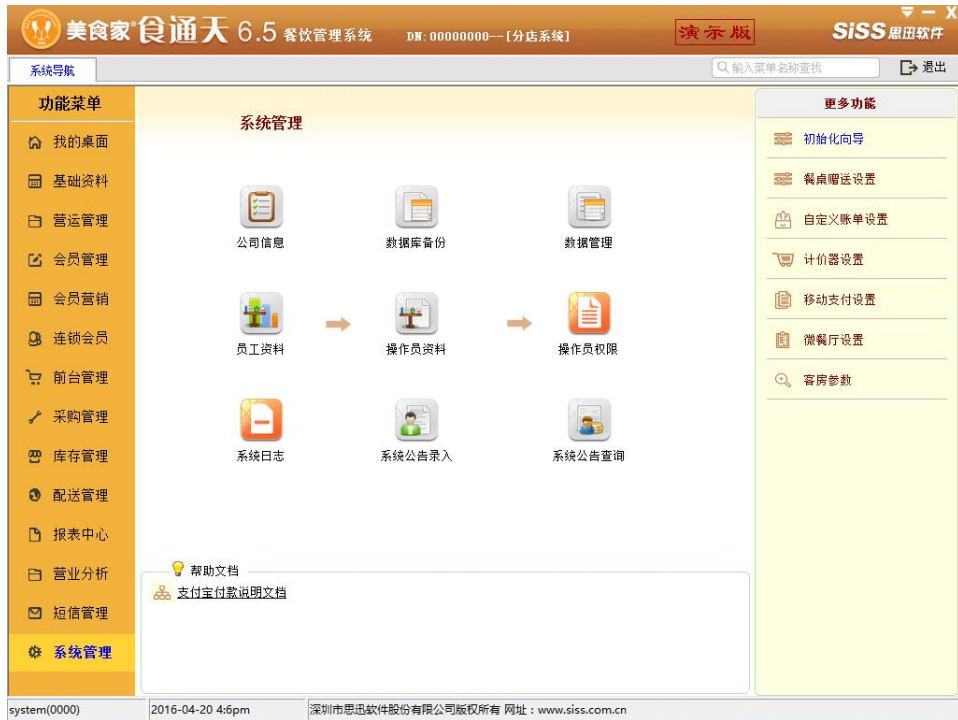 美食家 食通天 6.5 餐饮管理系统 DN:00000000--[分店系统] 演示版 SiSS 思迅软件
系统导航 输入菜单名称查找 退出
功能菜单
我的桌面
基础资料
营运管理
会员管理
会员营销
连锁会员
前台管理
采购管理
库存管理
配送管理
报表中心
营业分析
短信管理
系统管理
系统管理
公司信息 数据库备份 数据管理
员工资料 操作员资料 操作员权限
系统日志 系统公告录入 系统公告查询
帮助文档
支付宝付款说明文档
更多功能
初始化向导
餐桌赠送设置
自定义账单设置
计价器设置
移动支付设置
微餐厅设置
客房参数
system(0000) 2016-04-20 4:6pm 深圳市思迅软件股份有限公司版权所有 网址：www.siss.com.cn